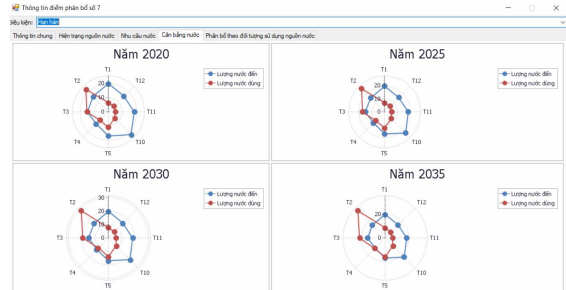 Thông tin điểm phân bổ số 7
Điều kiện: Hạn hán
Thông tin chung Hiện trạng nguồn nước Nhu cầu nước Cân bằng nước Phân bổ theo đối tượng sử dụng nguồn nước
Năm 2020
T1
T2 T12
T3 T11
T4 T10
T5
20
10
0
Lượng nước đến
Lượng nước dùng
Năm 2025
T1
T2 T12
T3 T11
T4 T10
T5
20
10
0
Lượng nước đến
Lượng nước dùng
Năm 2030
T1
T2 T12
T3 T11
T4 T10
T5
30
20
10
0
Lượng nước đến
Lượng nước dùng
Năm 2035
T1
T2 T12
T3 T11
T4 T10
T5
20
0
Lượng nước đến
Lượng nước dùng